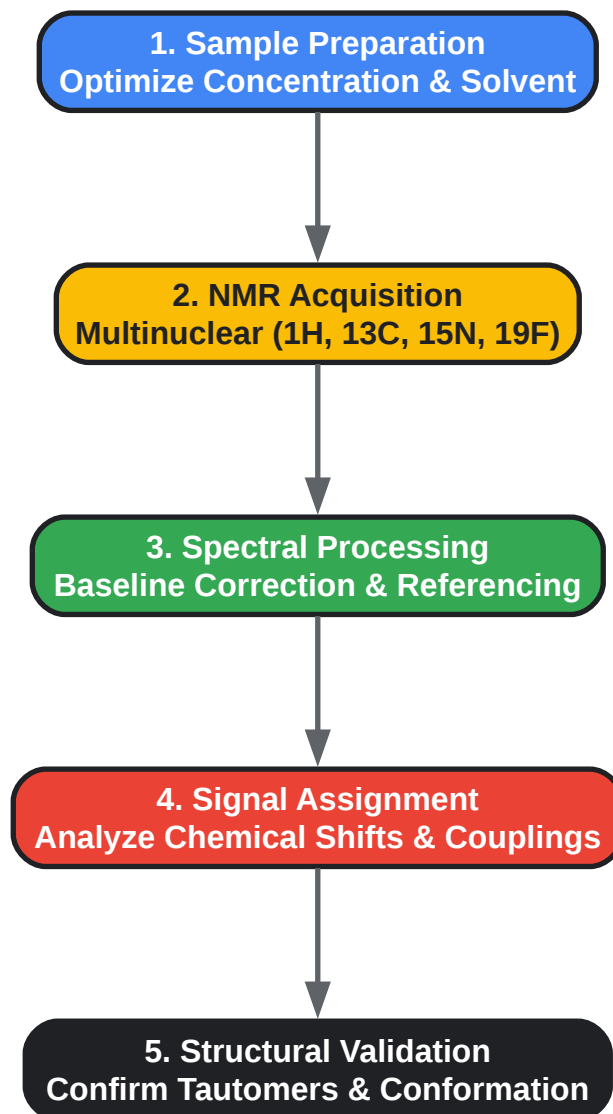 1. Sample Preparation
Optimize Concentration & Solvent
2. NMR Acquisition
Multinuclear (1H, 13C, 15N, 19F)
3. Spectral Processing
Baseline Correction & Referencing
4. Signal Assignment
Analyze Chemical Shifts & Couplings
5. Structural Validation
Confirm Tautomers & Conformation